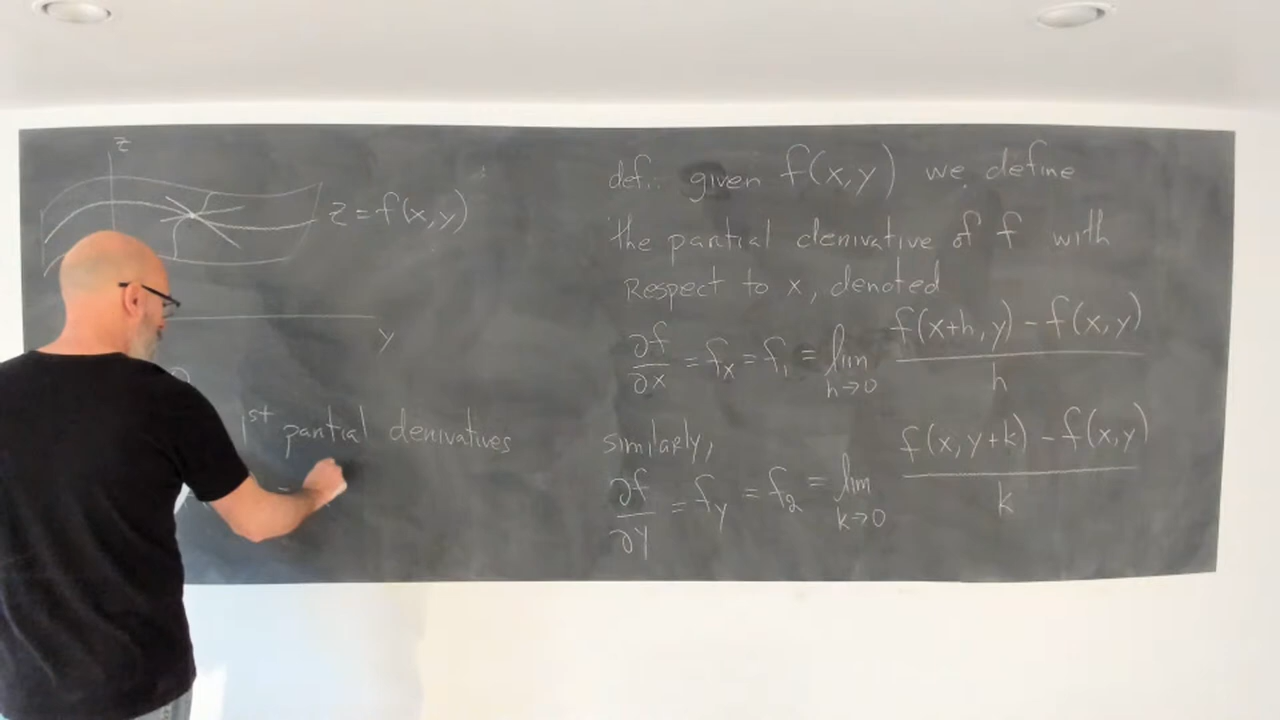 z
z = f(x,y)
y
1st partial derivatives
def.: given f(x,y) we define
the partial derivative of f with
Respect to x, denoted
∂f/∂x = fx = f1 = lim h→0 (f(x+h, y) - f(x,y))/h
similarly,
∂f/∂y = fy = f2 = lim k→0 (f(x, y+k) - f(x,y))/k